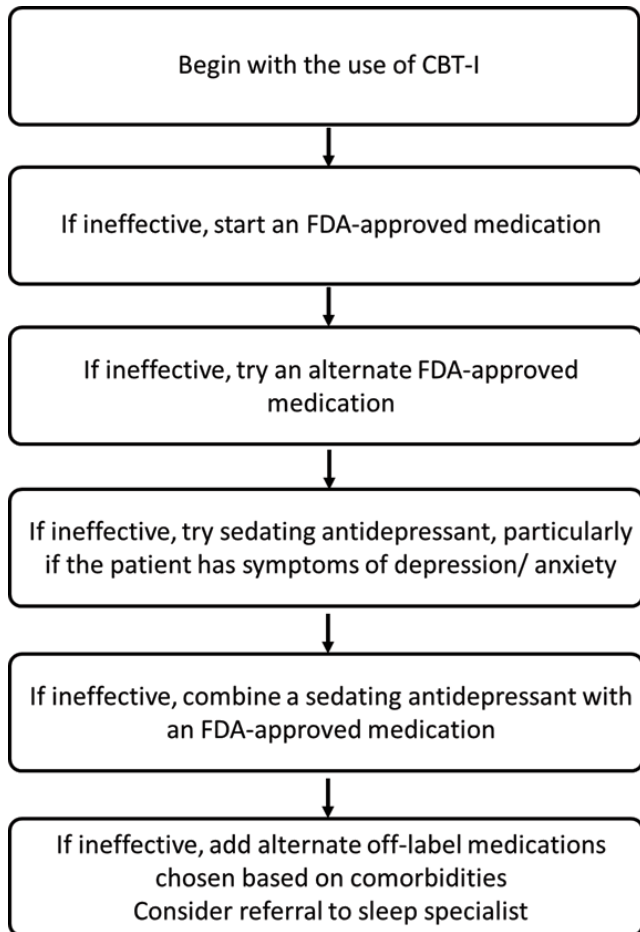 Begin with the use of CBT-I
If ineffective, start an FDA-approved medication
If ineffective, try an alternate FDA-approved
medication
If ineffective, try sedating antidepressant, particularly
if the patient has symptoms of depression/ anxiety
If ineffective, combine a sedating antidepressant with
an FDA-approved medication
If ineffective, add alternate off-label medications
chosen based on comorbidities
Consider referral to sleep specialist